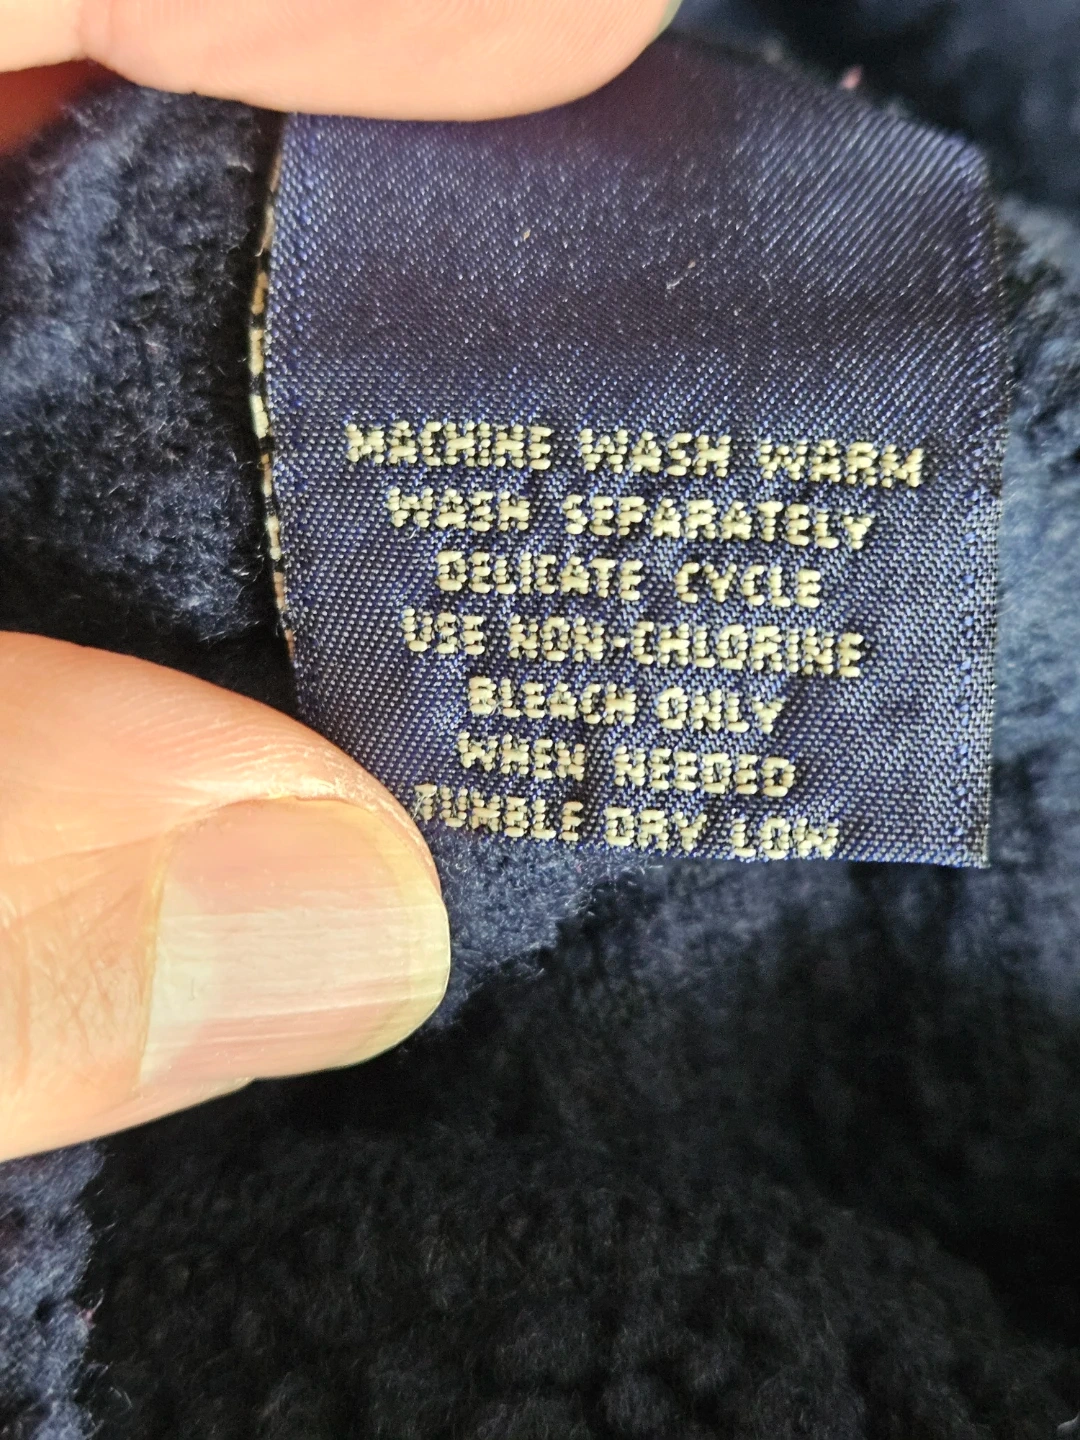 MACHINE WASH WARM
WASH SEPARATELY
DELICATE CYCLE
USE NON-CHLORINE
BLEACH ONLY
WHEN NEEDED
TUMBLE DRY LOW